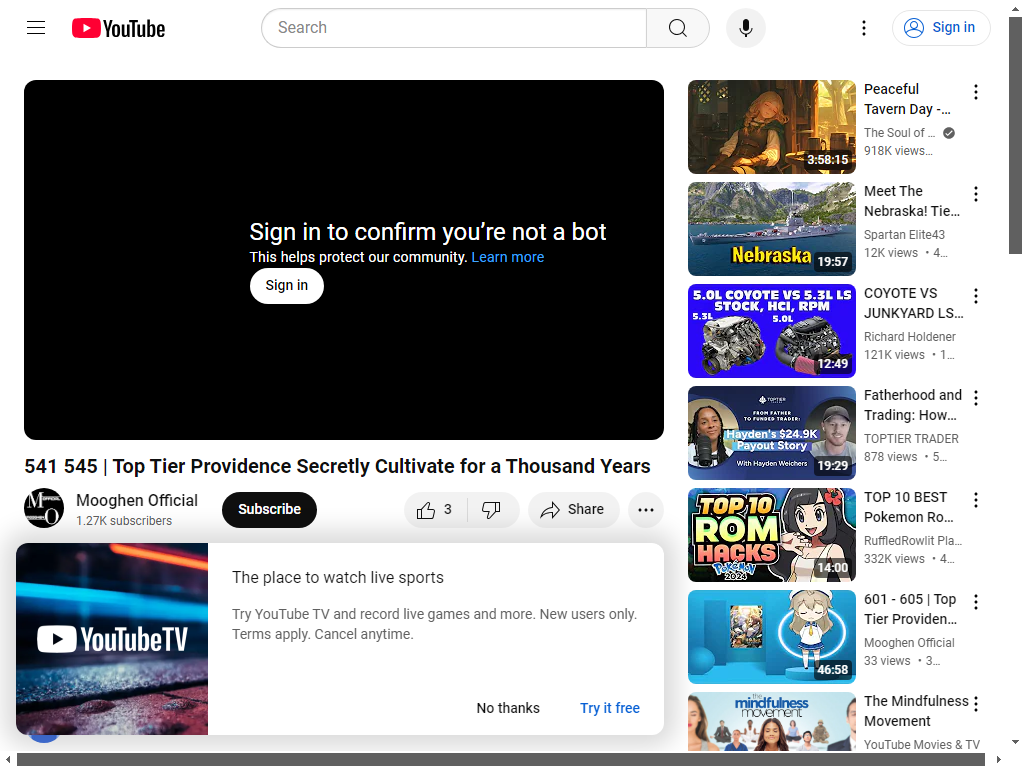 YouTube
Search
Sign in
Sign in to confirm you're not a bot
This helps protect our community. Learn more
Sign in
541 545 | Top Tier Providence Secretly Cultivate for a Thousand Years
Mooghen Official
1.27K subscribers
Subscribe
3
Share
YouTubeTV
The place to watch live sports
Try YouTube TV and record live games and more. New users only.
Terms apply. Cancel anytime.
No thanks
Try it free
3:58:15
Peaceful
Tavern Day -...
The Soul of ...
918K views...
Nebraska
19:57
Meet The
Nebraska! Tie...
Spartan Elite43
12K views • 4...
5.0L COYOTE VS 5.3L LS
STOCK, HCI, RPM
5.3L
5.0L
12:49
COYOTE VS
JUNKYARD LS...
Richard Holdener
121K views • 1...
TOPTIER
FROM FATHER
TO FUNDED TRADER:
Hayden's $24.9K
Payout Story
With Hayden Weichers
19:29
Fatherhood and
Trading: How...
TOPTIER TRADER
878 views • 5...
TOP 10
ROM
HACKS
POKéMON
2024
14:00
TOP 10 BEST
Pokemon Ro...
RuffledRowlit Pla...
332K views • 4...
46:58
601 - 605 | Top
Tier Providen...
Mooghen Official
33 views • 3...
the
mindfulness
movement
The Mindfulness
Movement
YouTube Movies & TV